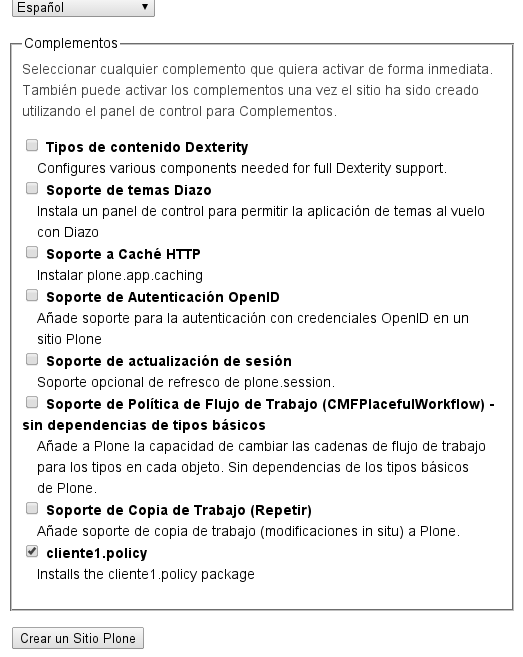 Español
Complementos
Seleccionar cualquier complemento que quiera activar de forma inmediata.
También puede activar los complementos una vez el sitio ha sido creado
utilizando el panel de control para Complementos.
Tipos de contenido Dexterity
Configures various components needed for full Dexterity support.
Soporte de temas Diazo
Instala un panel de control para permitir la aplicación de temas al vuelo
con Diazo
Soporte a Caché HTTP
Instalar plone.app.caching
Soporte de Autenticación OpenID
Añade soporte para la autenticación con credenciales OpenID en un
sitio Plone
Soporte de actualización de sesión
Soporte opcional de refresco de plone.session.
Soporte de Política de Flujo de Trabajo (CMFPlacefulWorkflow) -
sin dependencias de tipos básicos
Añade a Plone la capacidad de cambiar las cadenas de flujo de trabajo
para los tipos en cada objeto. Sin dependencias de los tipos básicos
de Plone.
Soporte de Copia de Trabajo (Repetir)
Añade soporte de copia de trabajo (modificaciones in situ) a Plone.
cliente1.policy
Installs the cliente1.policy package
Crear un Sitio Plone